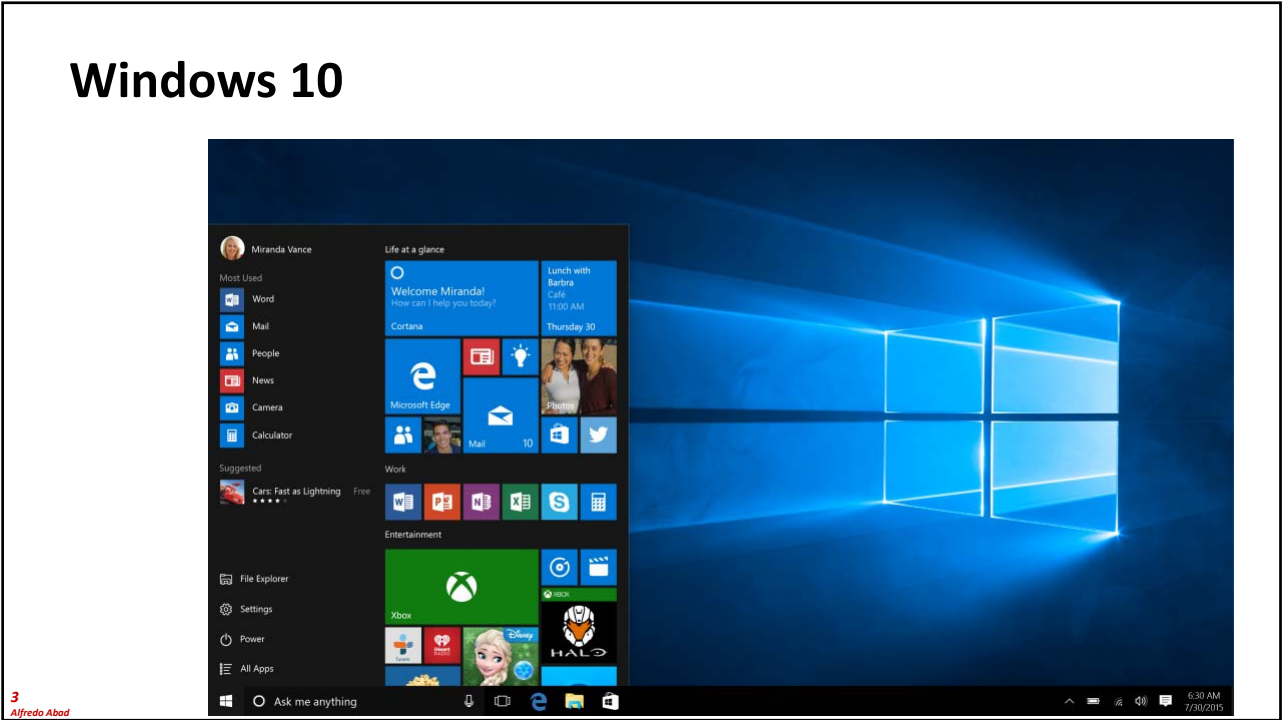 Windows 10
Miranda Vance
Most Used
Word
Mail
People
News
Camera
Calculator
Suggested
Cars: Fast as Lightning Free
File Explorer
Settings
Power
All Apps
Life at a glance
Welcome Miranda!
How can I help you today?
Cortana
Lunch with
Barbra
Café
11:00 AM
Thursday 30
Microsoft Edge
Photos
Mail 10
Work
Entertainment
Xbox
XBOX
iHeart
RADIO
Disney
HALO
Ask me anything
6:30 AM
7/30/2015
3
Alfredo Abad